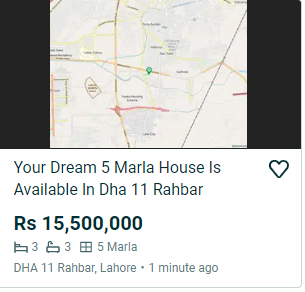 Your Dream 5 Marla House Is
Available In Dha 11 Rahbar
Rs 15,500,000
3 3 5 Marla
DHA 11 Rahbar, Lahore • 1 minute ago